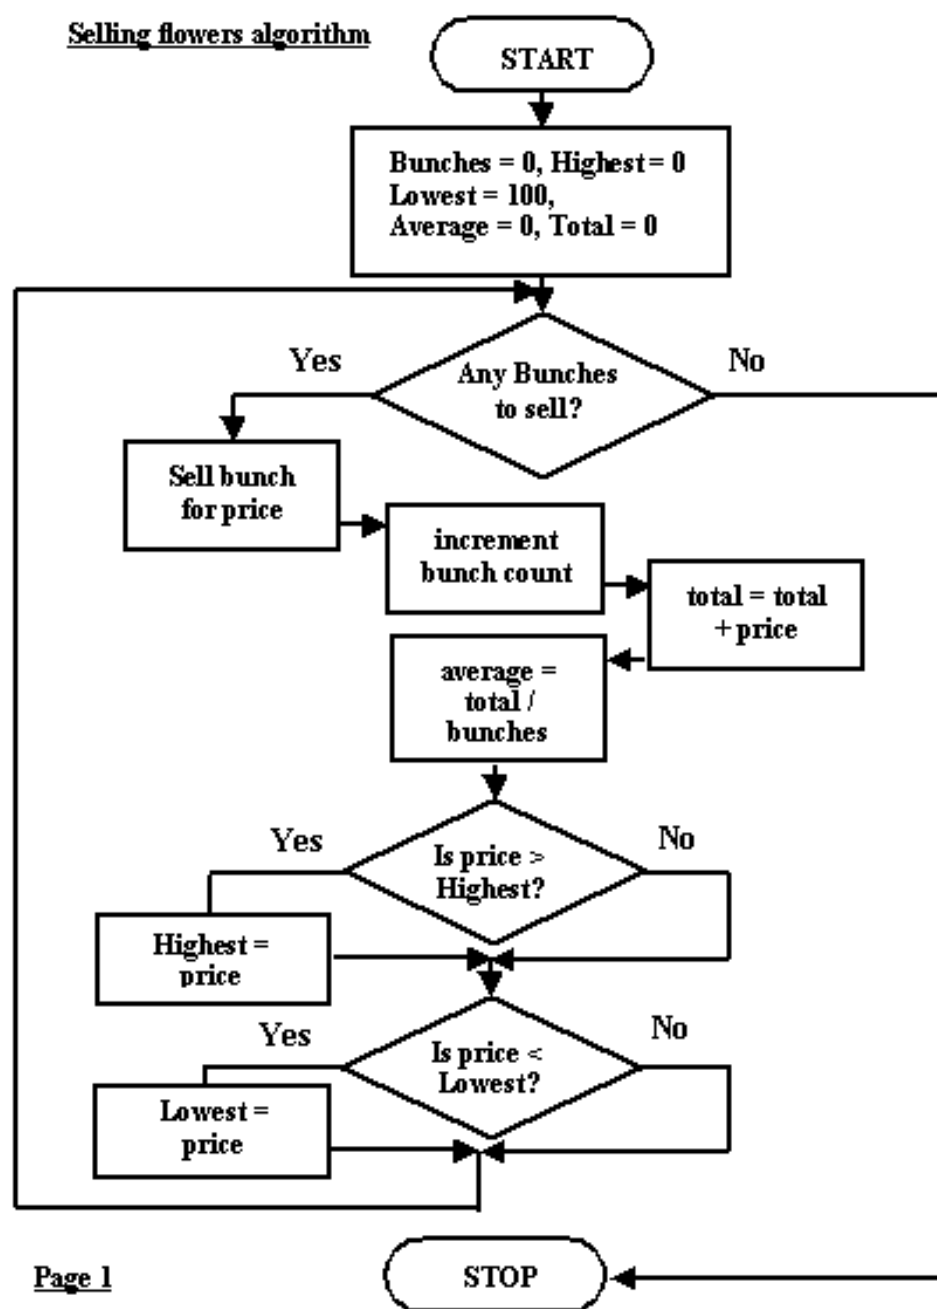 Selling flowers algorithm
START
Bunches = 0, Highest = 0
Lowest = 100,
Average = 0, Total = 0
Yes
No
Any Bunches
to sell?
Sell bunch
for price
increment
bunch count
total = total
+ price
average =
total /
bunches
Yes
No
Is price >
Highest?
Highest =
price
Yes
No
Is price <
Lowest?
Lowest =
price
Page 1
STOP